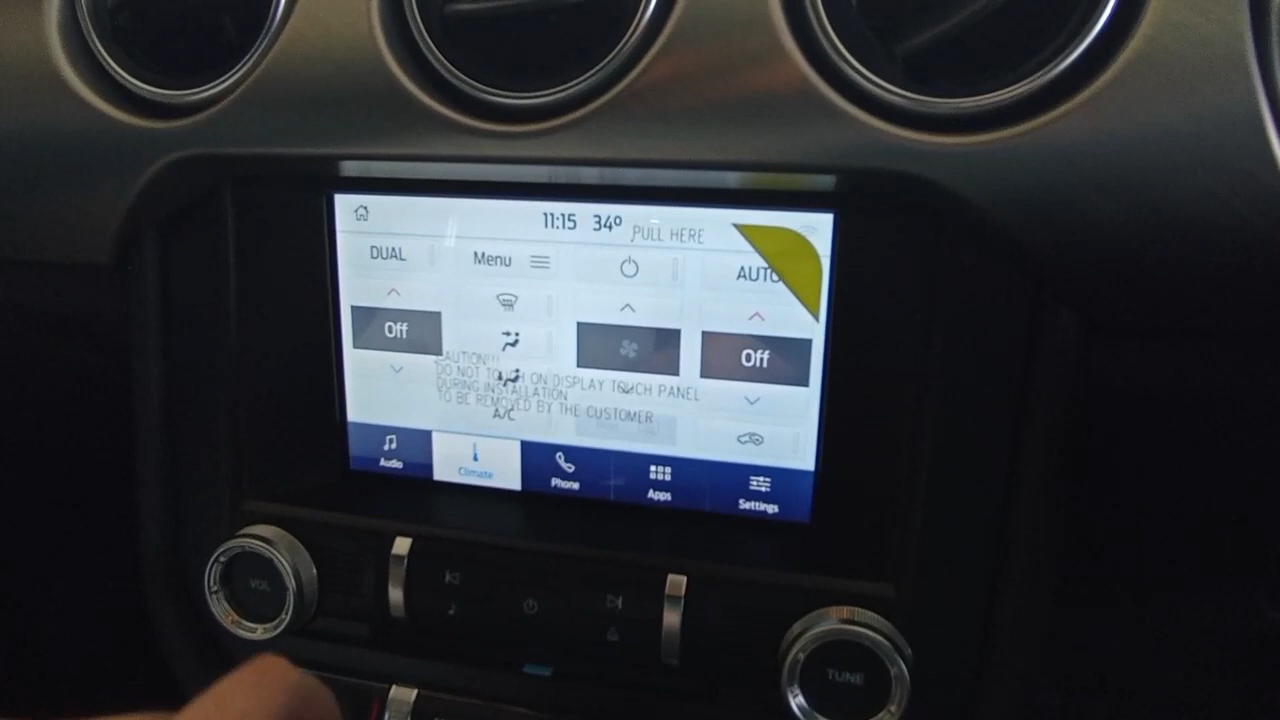 11:15 34º
PULL HERE
DUAL
Menu
AUTO
Off
Off
CAUTION!!!
DO NOT TOUCH ON DISPLAY TOUCH PANEL
DURING INSTALLATION
TO BE REMOVED BY THE CUSTOMER
A/C
Audio
Climate
Phone
Apps
Settings
VOL
TUNE